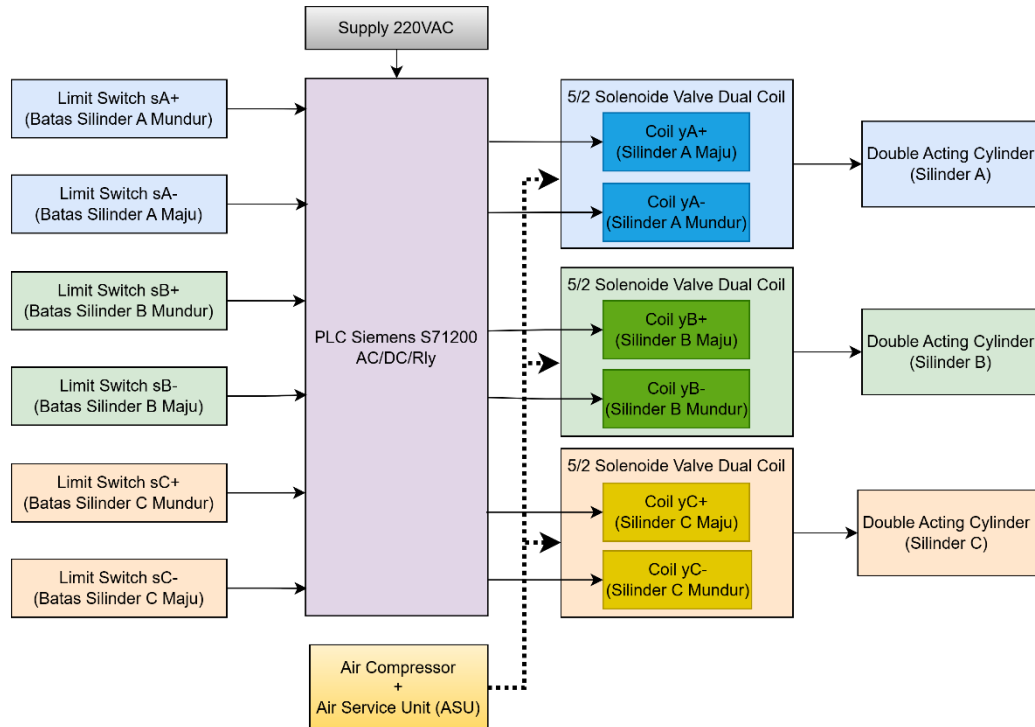 Supply 220VAC
Limit Switch sA+
(Batas Silinder A Mundur)
Limit Switch sA-
(Batas Silinder A Maju)
Limit Switch sB+
(Batas Silinder B Mundur)
Limit Switch sB-
(Batas Silinder B Maju)
Limit Switch sC+
(Batas Silinder C Mundur)
Limit Switch sC-
(Batas Silinder C Maju)
PLC Siemens S71200
AC/DC/Rly
Air Compressor
+
Air Service Unit (ASU)
5/2 Solenoide Valve Dual Coil
Coil yA+
(Silinder A Maju)
Coil yA-
(Silinder A Mundur)
5/2 Solenoide Valve Dual Coil
Coil yB+
(Silinder B Maju)
Coil yB-
(Silinder B Mundur)
5/2 Solenoide Valve Dual Coil
Coil yC+
(Silinder C Maju)
Coil yC-
(Silinder C Mundur)
Double Acting Cylinder
(Silinder A)
Double Acting Cylinder
(Silinder B)
Double Acting Cylinder
(Silinder C)